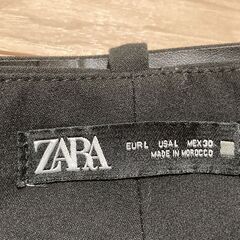 ZARA
EUR L USA L MEX 30
MADE IN MOROCCO